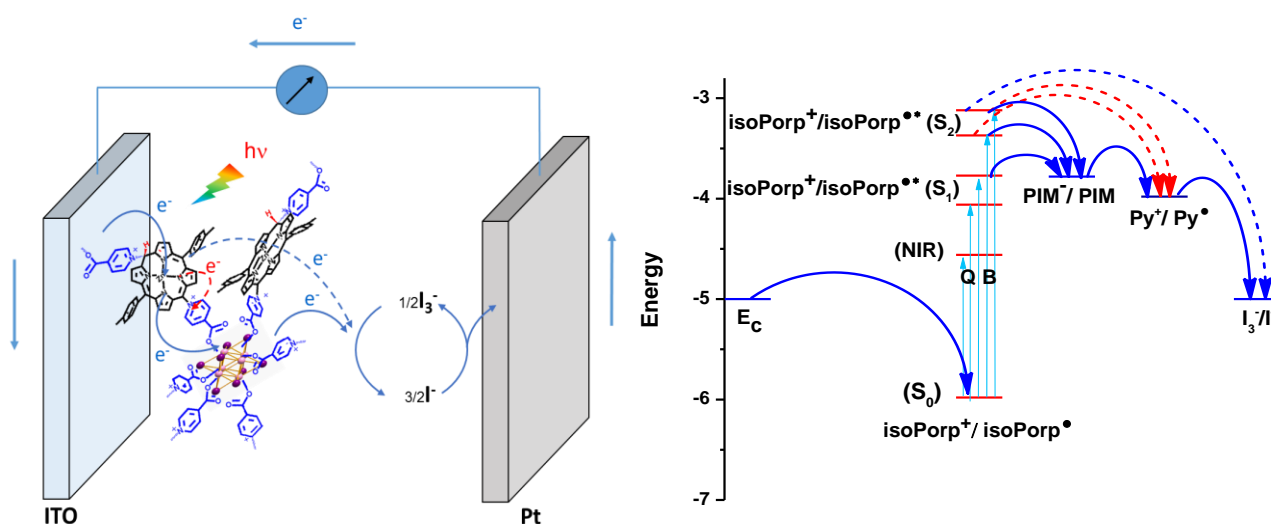 e⁻
hν
e⁻
H
O
O
N
+
H
O
O
N
+
e⁻
e⁻
e⁻
e⁻
1/2I₃⁻
3/2I⁻
ITO
Pt
Energy
-3
-4
-5
-6
-7
isoPorp⁺/isoPorp•* (S₂)
isoPorp⁺/isoPorp•* (S₁)
PIM⁻/ PIM
Py⁺/ Py•
(NIR)
Q B
E_C
I₃⁻/I
(S₀)
isoPorp⁺/ isoPorp•